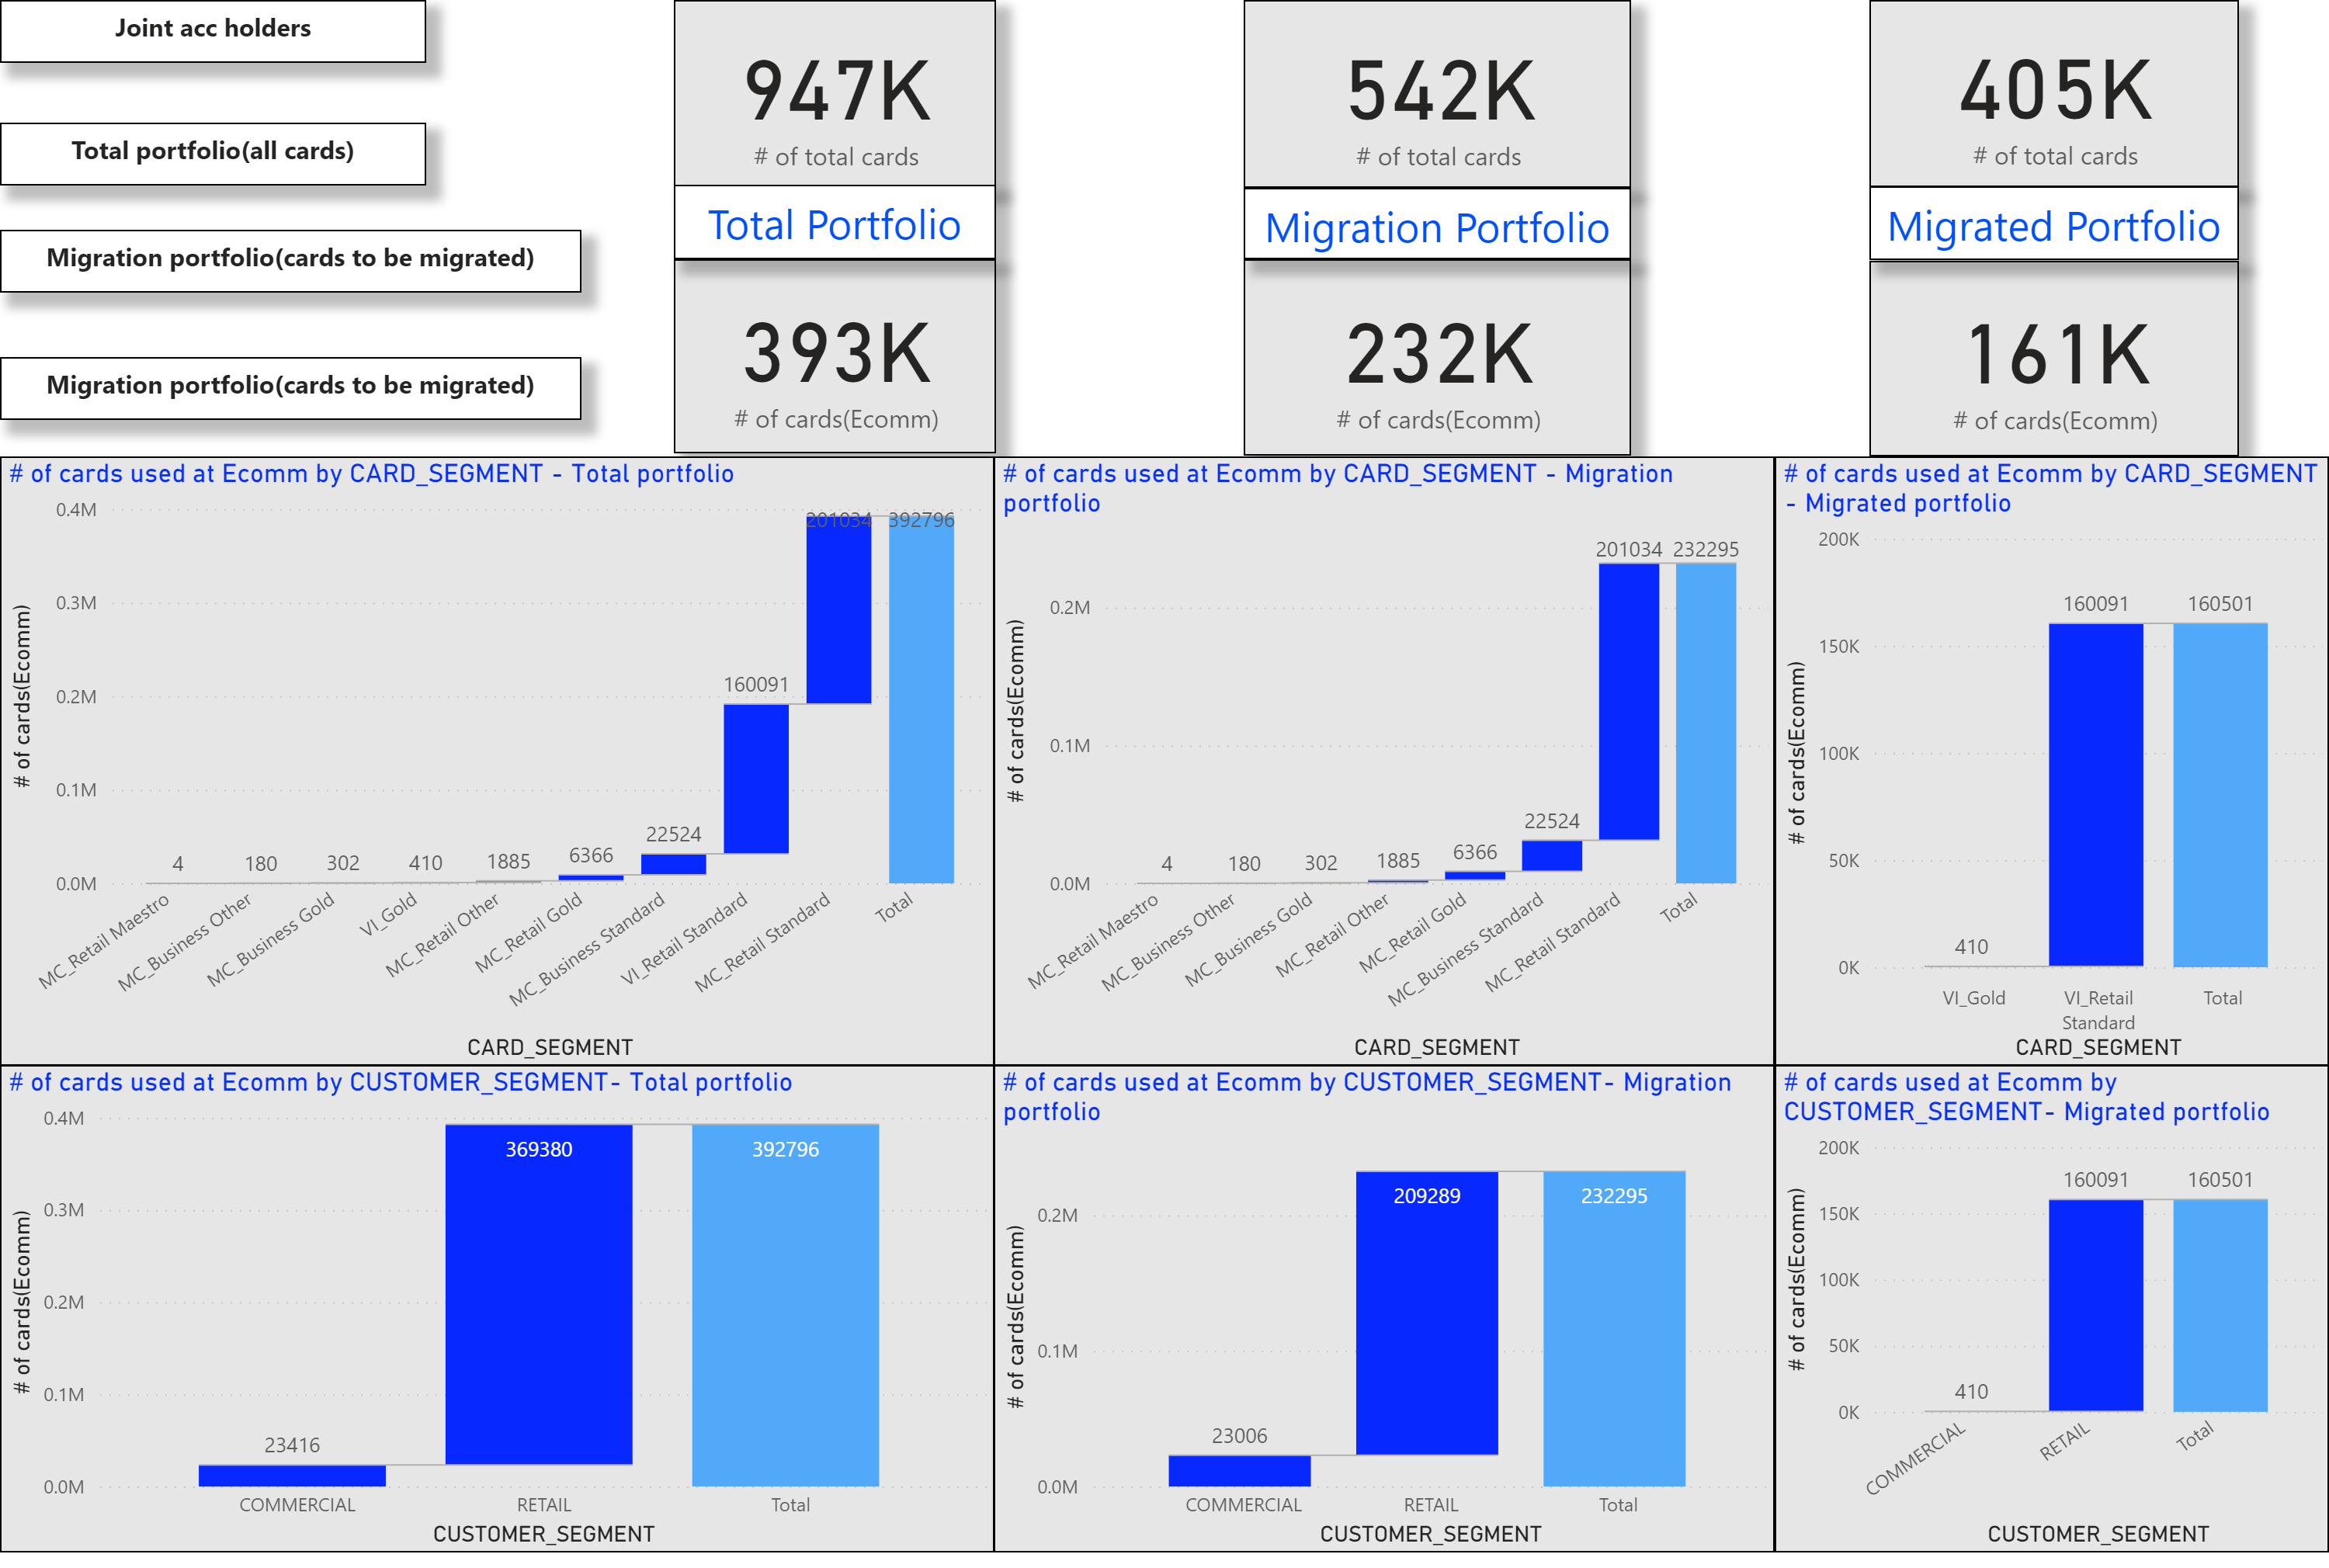 Joint acc holders
Total portfolio(all cards)
Migration portfolio(cards to be migrated)
Migration portfolio(cards to be migrated)
947K
# of total cards
Total Portfolio
393K
# of cards(Ecomm)
542K
# of total cards
Migration Portfolio
232K
# of cards(Ecomm)
405K
# of total cards
Migrated Portfolio
161K
# of cards(Ecomm)
# of cards used at Ecomm by CARD_SEGMENT - Total portfolio
# of cards(Ecomm)
0.4M
0.3M
0.2M
0.1M
0.0M
4
180
302
410
1885
6366
22524
160091
201034
392796
MC_Retail Maestro
MC_Business Other
MC_Business Gold
VI_Gold
MC_Retail Other
MC_Retail Gold
MC_Business Standard
VI_Retail Standard
MC_Retail Standard
Total
CARD_SEGMENT
# of cards used at Ecomm by CARD_SEGMENT - Migration
portfolio
# of cards(Ecomm)
0.2M
0.1M
0.0M
4
180
302
1885
6366
22524
201034
232295
MC_Retail Maestro
MC_Business Other
MC_Business Gold
MC_Retail Other
MC_Retail Gold
MC_Business Standard
MC_Retail Standard
Total
CARD_SEGMENT
# of cards used at Ecomm by CARD_SEGMENT
- Migrated portfolio
# of cards(Ecomm)
200K
150K
100K
50K
0K
410
160091
160501
VI_Gold
VI_Retail
Standard
Total
CARD_SEGMENT
# of cards used at Ecomm by CUSTOMER_SEGMENT- Total portfolio
# of cards(Ecomm)
0.4M
0.3M
0.2M
0.1M
0.0M
23416
369380
392796
COMMERCIAL
RETAIL
Total
CUSTOMER_SEGMENT
# of cards used at Ecomm by CUSTOMER_SEGMENT- Migration
portfolio
# of cards(Ecomm)
0.2M
0.1M
0.0M
23006
209289
232295
COMMERCIAL
RETAIL
Total
CUSTOMER_SEGMENT
# of cards used at Ecomm by
CUSTOMER_SEGMENT- Migrated portfolio
# of cards(Ecomm)
200K
150K
100K
50K
0K
410
160091
160501
COMMERCIAL
RETAIL
Total
CUSTOMER_SEGMENT